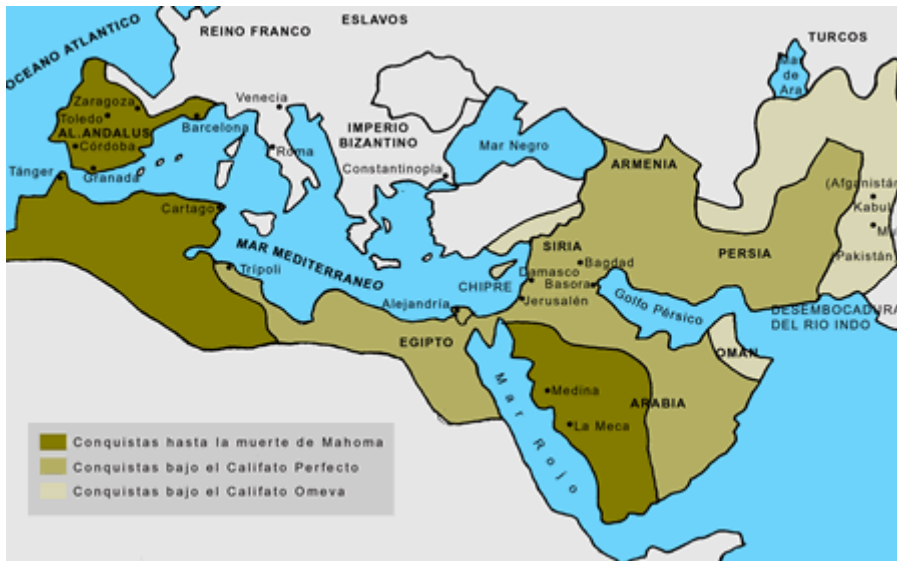 OCEANO ATLANTICO
REINO FRANCO
ESLAVOS
TURCOS
Mar
de
Ara
Zaragoza
Toledo
AL.ANDALUS
Córdoba
Barcelona
Granada
Tánger
Venecia
Roma
IMPERIO
BIZANTINO
Constantinopla
Mar Negro
ARMENIA
(Afganistán
Kabul
(Pakistán
Cartago
MAR MEDITERRANEO
Trípoli
SIRIA
Bagdad
PERSIA
Damasco
CHIPRE
Basora
Jerusalén
Golfo Pérsico
DESEMBOCADURA
DEL RIO INDO
Alejandría
EGIPTO
OMAN
Mar Rojo
Medina
ARABIA
La Meca
Conquistas hasta la muerte de Mahoma
Conquistas bajo el Califato Perfecto
Conquistas bajo el Califato Omeva